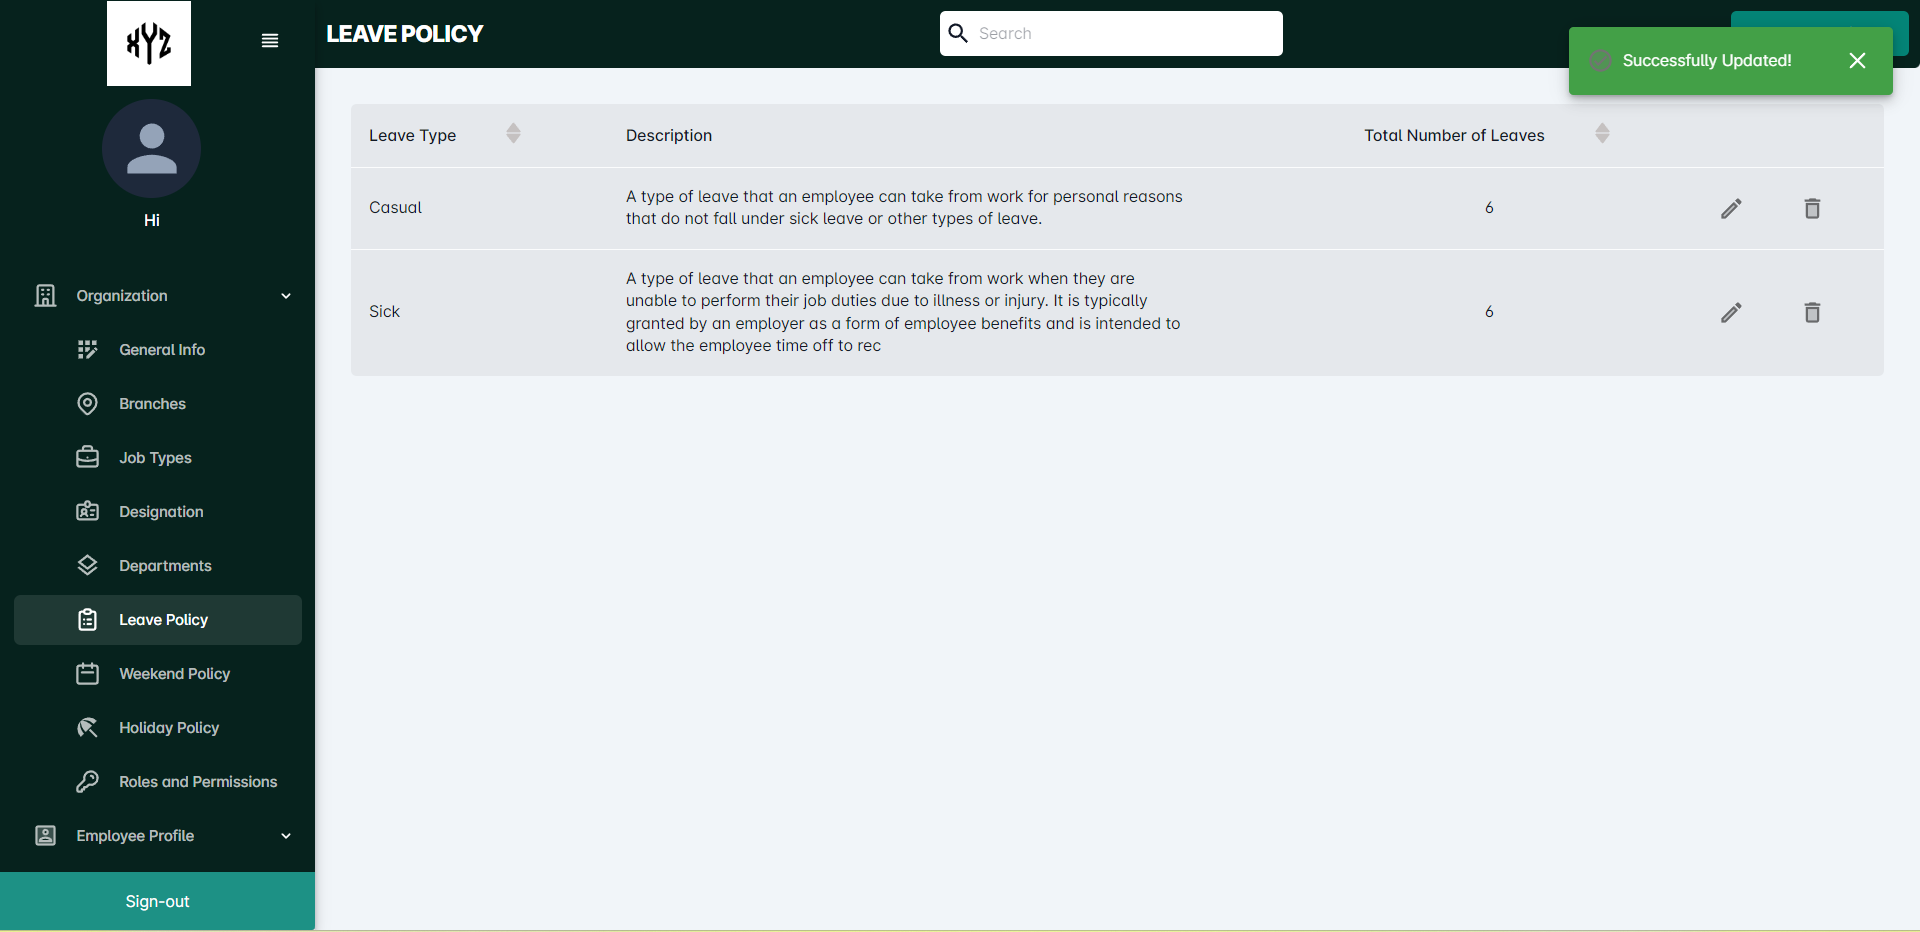 XYZ
Hi
Organization
General Info
Branches
Job Types
Designation
Departments
Leave Policy
Weekend Policy
Holiday Policy
Roles and Permissions
Employee Profile
Sign-out
LEAVE POLICY
Search
Successfully Updated!
Leave Type
Description
Total Number of Leaves
Casual
A type of leave that an employee can take from work for personal reasons
that do not fall under sick leave or other types of leave.
6
Sick
A type of leave that an employee can take from work when they are
unable to perform their job duties due to illness or injury. It is typically
granted by an employer as a form of employee benefits and is intended to
allow the employee time off to rec
6